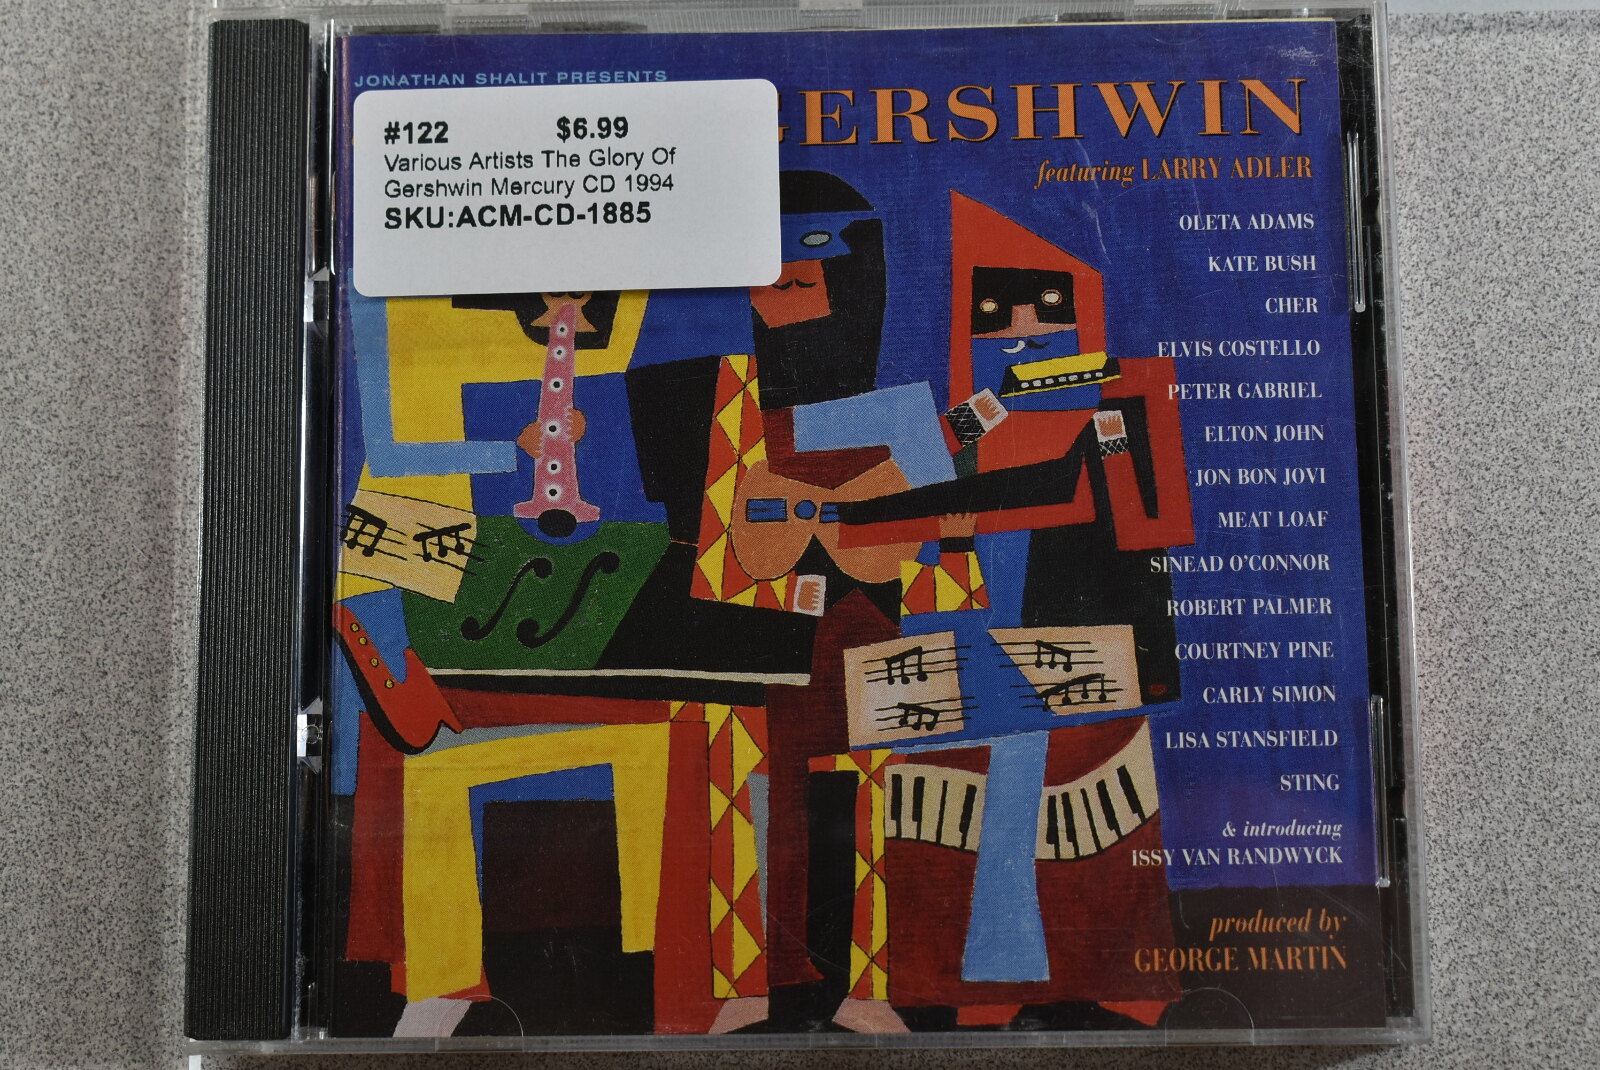 JONATHAN SHALIT PRESENTS
GERSHWIN
featuring LARRY ADLER
#122 $6.99
Various Artists The Glory Of
Gershwin Mercury CD 1994
SKU:ACM-CD-1885
OLETA ADAMS
KATE BUSH
CHER
ELVIS COSTELLO
PETER GABRIEL
ELTON JOHN
JON BON JOVI
MEAT LOAF
SINEAD O'CONNOR
ROBERT PALMER
COURTNEY PINE
CARLY SIMON
LISA STANSFIELD
STING
& introducing
ISSY VAN RANDWYCK
produced by
GEORGE MARTIN